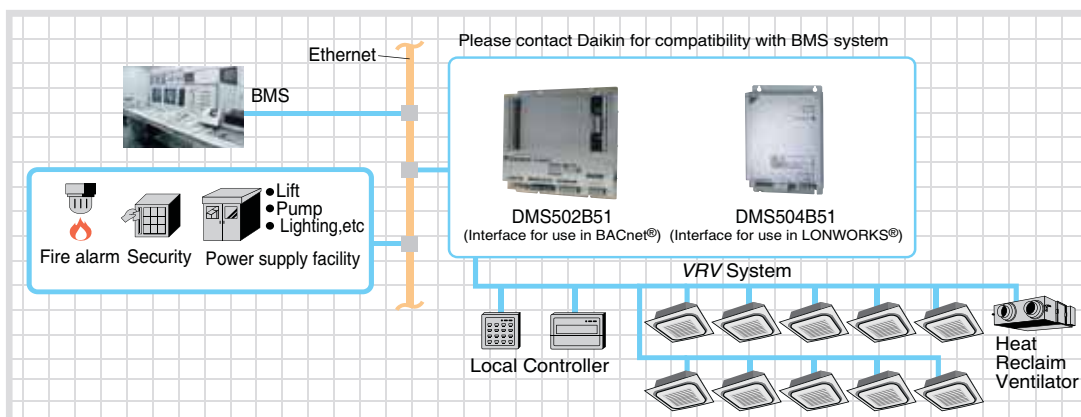 Please contact Daikin for compatibility with BMS system
Ethernet
BMS
Fire alarm
Security
•Lift
•Pump
•Lighting,etc
Power supply facility
DMS502B51
(Interface for use in BACnet®)
DMS504B51
(Interface for use in LONWORKS®)
VRV System
Local Controller
Heat
Reclaim
Ventilator